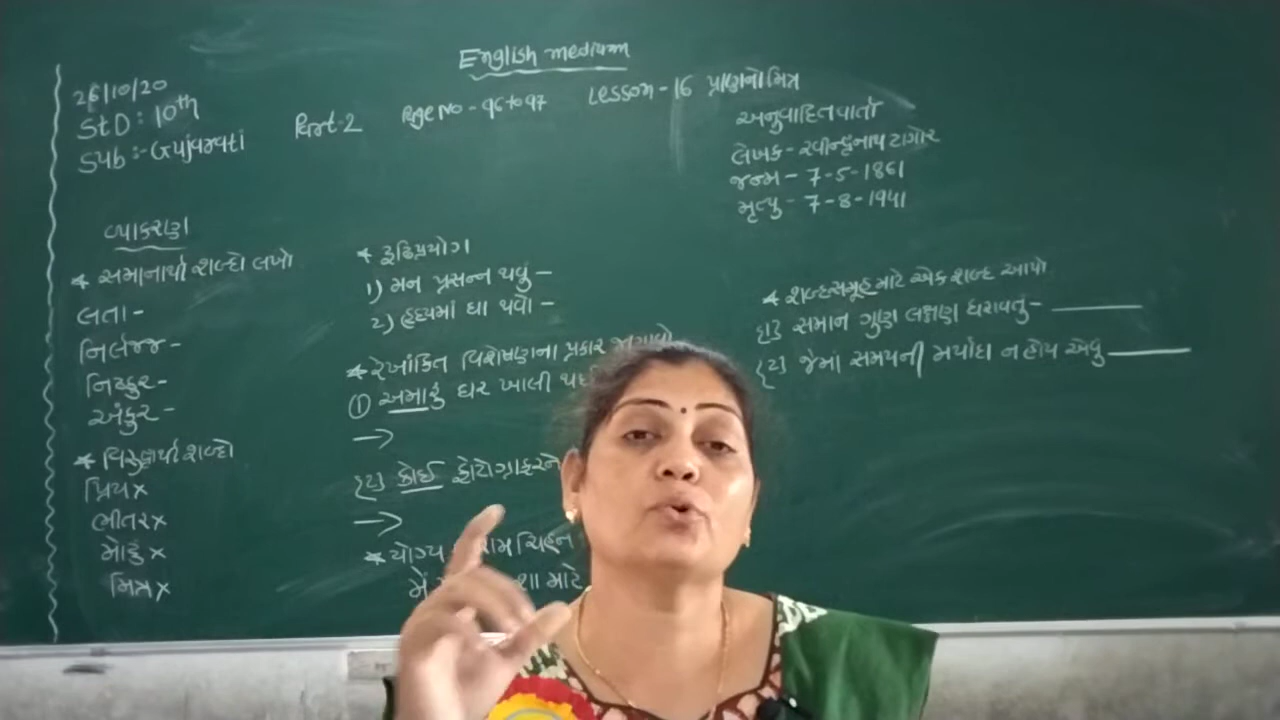 English medium
26/10/20
STD : 10th
Sub :- Gujarati
Part-2
Page No - 96 to 97
Lesson - 16 પ્રાણનો મિત્ર
અનુવાદિત વાર્તા
લેખક - રવીન્દ્રનાથ ટાગોર
જન્મ - 7-5-1861
મૃત્યુ - 7-8-1941
વ્યાકરણ
* સમાનાર્થી શબ્દો લખો
લતા -
નિર્લજ્જ -
નિષ્ઠુર -
અંકુર -
* વિરુદ્ધાર્થી શબ્દો
પ્રિય x
ભીતર x
મોટું x
મિત્ર x
* રૂઢિપ્રયોગ
1) મન પ્રસન્ન થવું -
2) હૃદયમાં ઘા થવો -
* રેખાંકિત વિશેષણના પ્રકાર
① અમારું ઘર ખાલી
→
[2] કોઈ ફોટોગ્રાફરને
→
* યોગ્ય ચિહ્ન
શા માટે
* શબ્દસમૂહ માટે એક શબ્દ આપો
[1] સમાન ગુણ લક્ષણ ધરાવતું - ______
[2] જેમાં સમયની મર્યાદા ન હોય એવું ______